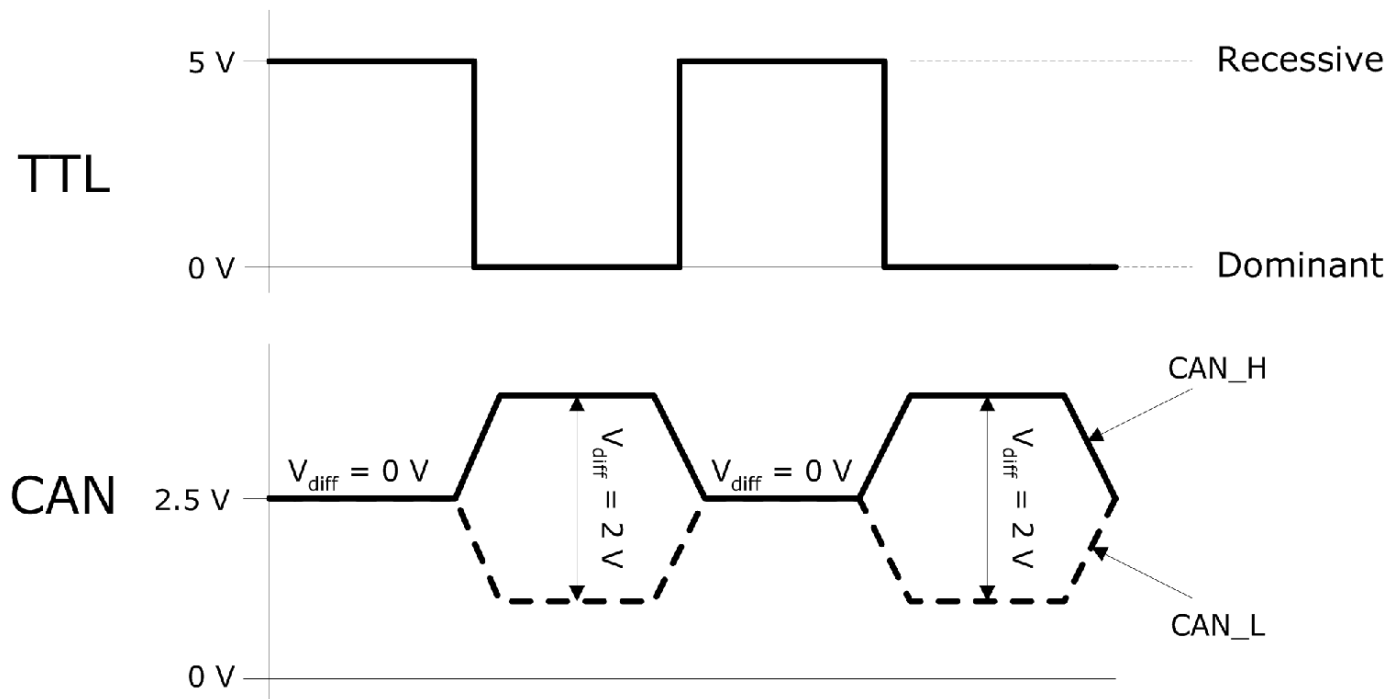 5 V
Recessive
TTL
0 V
Dominant
CAN_H
V_diff = 0 V
V_diff = 2 V
V_diff = 0 V
V_diff = 2 V
CAN
2.5 V
CAN_L
0 V